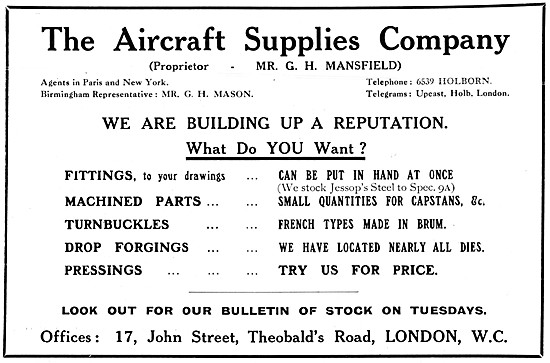 The Aircraft Supplies Company
(Proprietor - MR. G. H. MANSFIELD)
Agents in Paris and New York. Telephone: 6539 HOLBORN.
Birmingham Representative: MR. G. H. MASON. Telegrams: Upcast, Holb, London.
WE ARE BUILDING UP A REPUTATION.
What Do YOU Want?
FITTINGS, to your drawings ... CAN BE PUT IN HAND AT ONCE
(We stock Jessop's Steel to Spec. 9A)
MACHINED PARTS ... ... SMALL QUANTITIES FOR CAPSTANS, &c.
TURNBUCKLES ... ... FRENCH TYPES MADE IN BRUM.
DROP FORGINGS ... ... WE HAVE LOCATED NEARLY ALL DIES.
PRESSINGS ... ... ... TRY US FOR PRICE.
LOOK OUT FOR OUR BULLETIN OF STOCK ON TUESDAYS.
Offices: 17, John Street, Theobald's Road, LONDON, W.C.